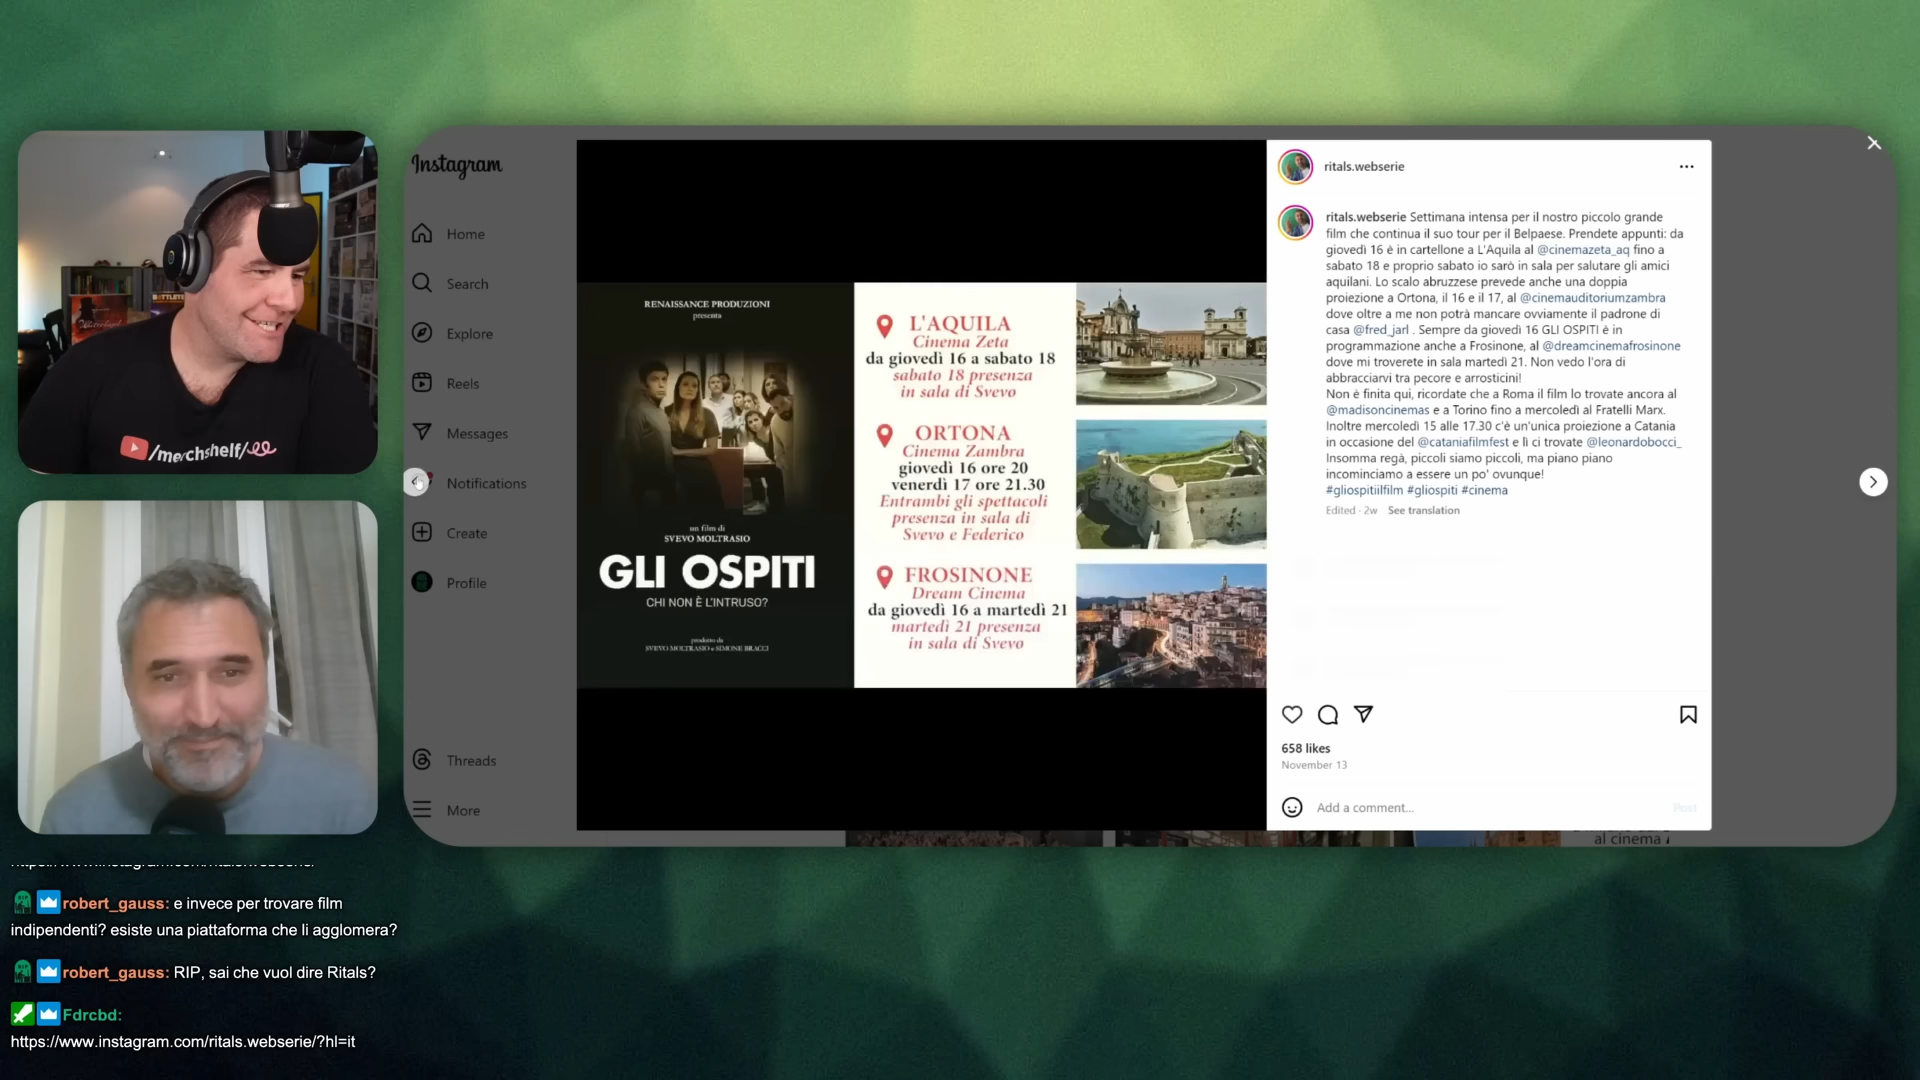 Instagram
Home
Search
Explore
Reels
Messages
Notifications
Create
Profile
Threads
More
/merchshelf/
RENAISSANCE PRODUZIONI
presenta
un film di
SVEVO MOLTRASIO
GLI OSPITI
CHI NON È L'INTRUSO?
prodotto da
SVEVO MOLTRASIO e SIMONE BRACCI
L'AQUILA
Cinema Zeta
da giovedì 16 a sabato 18
sabato 18 presenza
in sala di Svevo
ORTONA
Cinema Zambra
giovedì 16 ore 20
venerdì 17 ore 21.30
Entrambi gli spettacoli
presenza in sala di
Svevo e Federico
FROSINONE
Dream Cinema
da giovedì 16 a martedì 21
martedì 21 presenza
in sala di Svevo
ritals.webserie
ritals.webserie Settimana intensa per il nostro piccolo grande
film che continua il suo tour per il Belpaese. Prendete appunti: da
giovedì 16 è in cartellone a L'Aquila al @cinemazeta_aq fino a
sabato 18 e proprio sabato io sarò in sala per salutare gli amici
aquilani. Lo scalo abruzzese prevede anche una doppia
proiezione a Ortona, il 16 e il 17, al @cinemauditoriumzambra
dove oltre a me non potrà mancare ovviamente il padrone di
casa @fred_jarl . Sempre da giovedì 16 GLI OSPITI è in
programmazione anche a Frosinone, al @dreamcinemafrosinone
dove mi troverete in sala martedì 21. Non vedo l'ora di
abbracciarvi tra pecore e arrosticini!
Non è finita qui, ricordate che a Roma il film lo trovate ancora al
@madisoncinemas e a Torino fino a mercoledì al Fratelli Marx.
Inoltre mercoledì 15 alle 17.30 c'è un'unica proiezione a Catania
in occasione del @cataniafilmfest e lì ci trovate @leonardobocci_
Insomma regà, piccoli siamo piccoli, ma piano piano
incominciamo a essere un po' ovunque!
#gliospitiilfilm #gliospiti #cinema
Edited · 2w See translation
658 likes
November 13
Add a comment...
Post
al cinema
robert_gauss: e invece per trovare film
indipendenti? esiste una piattaforma che li agglomera?
robert_gauss: RIP, sai che vuol dire Ritals?
Fdrcbd:
https://www.instagram.com/ritals.webserie/?hl=it